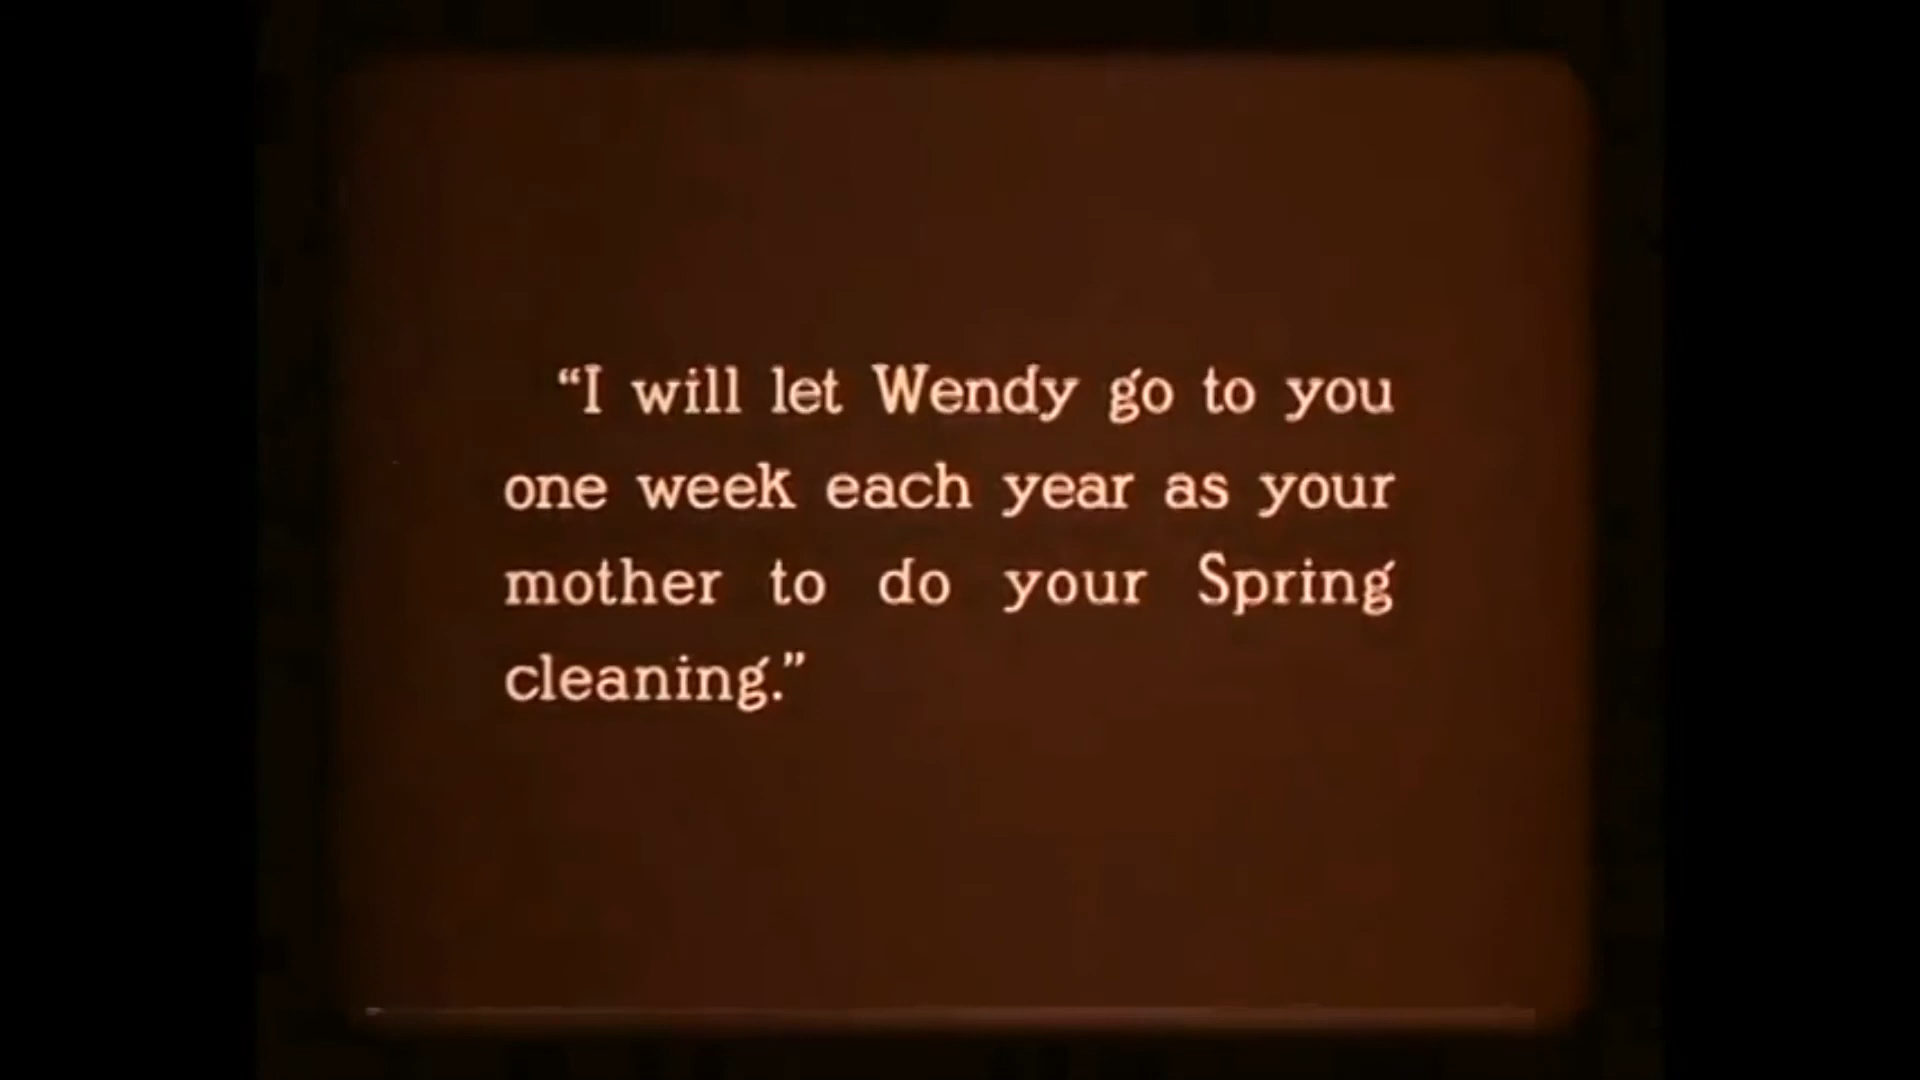 “I will let Wendy go to you
one week each year as your
mother to do your Spring
cleaning.”